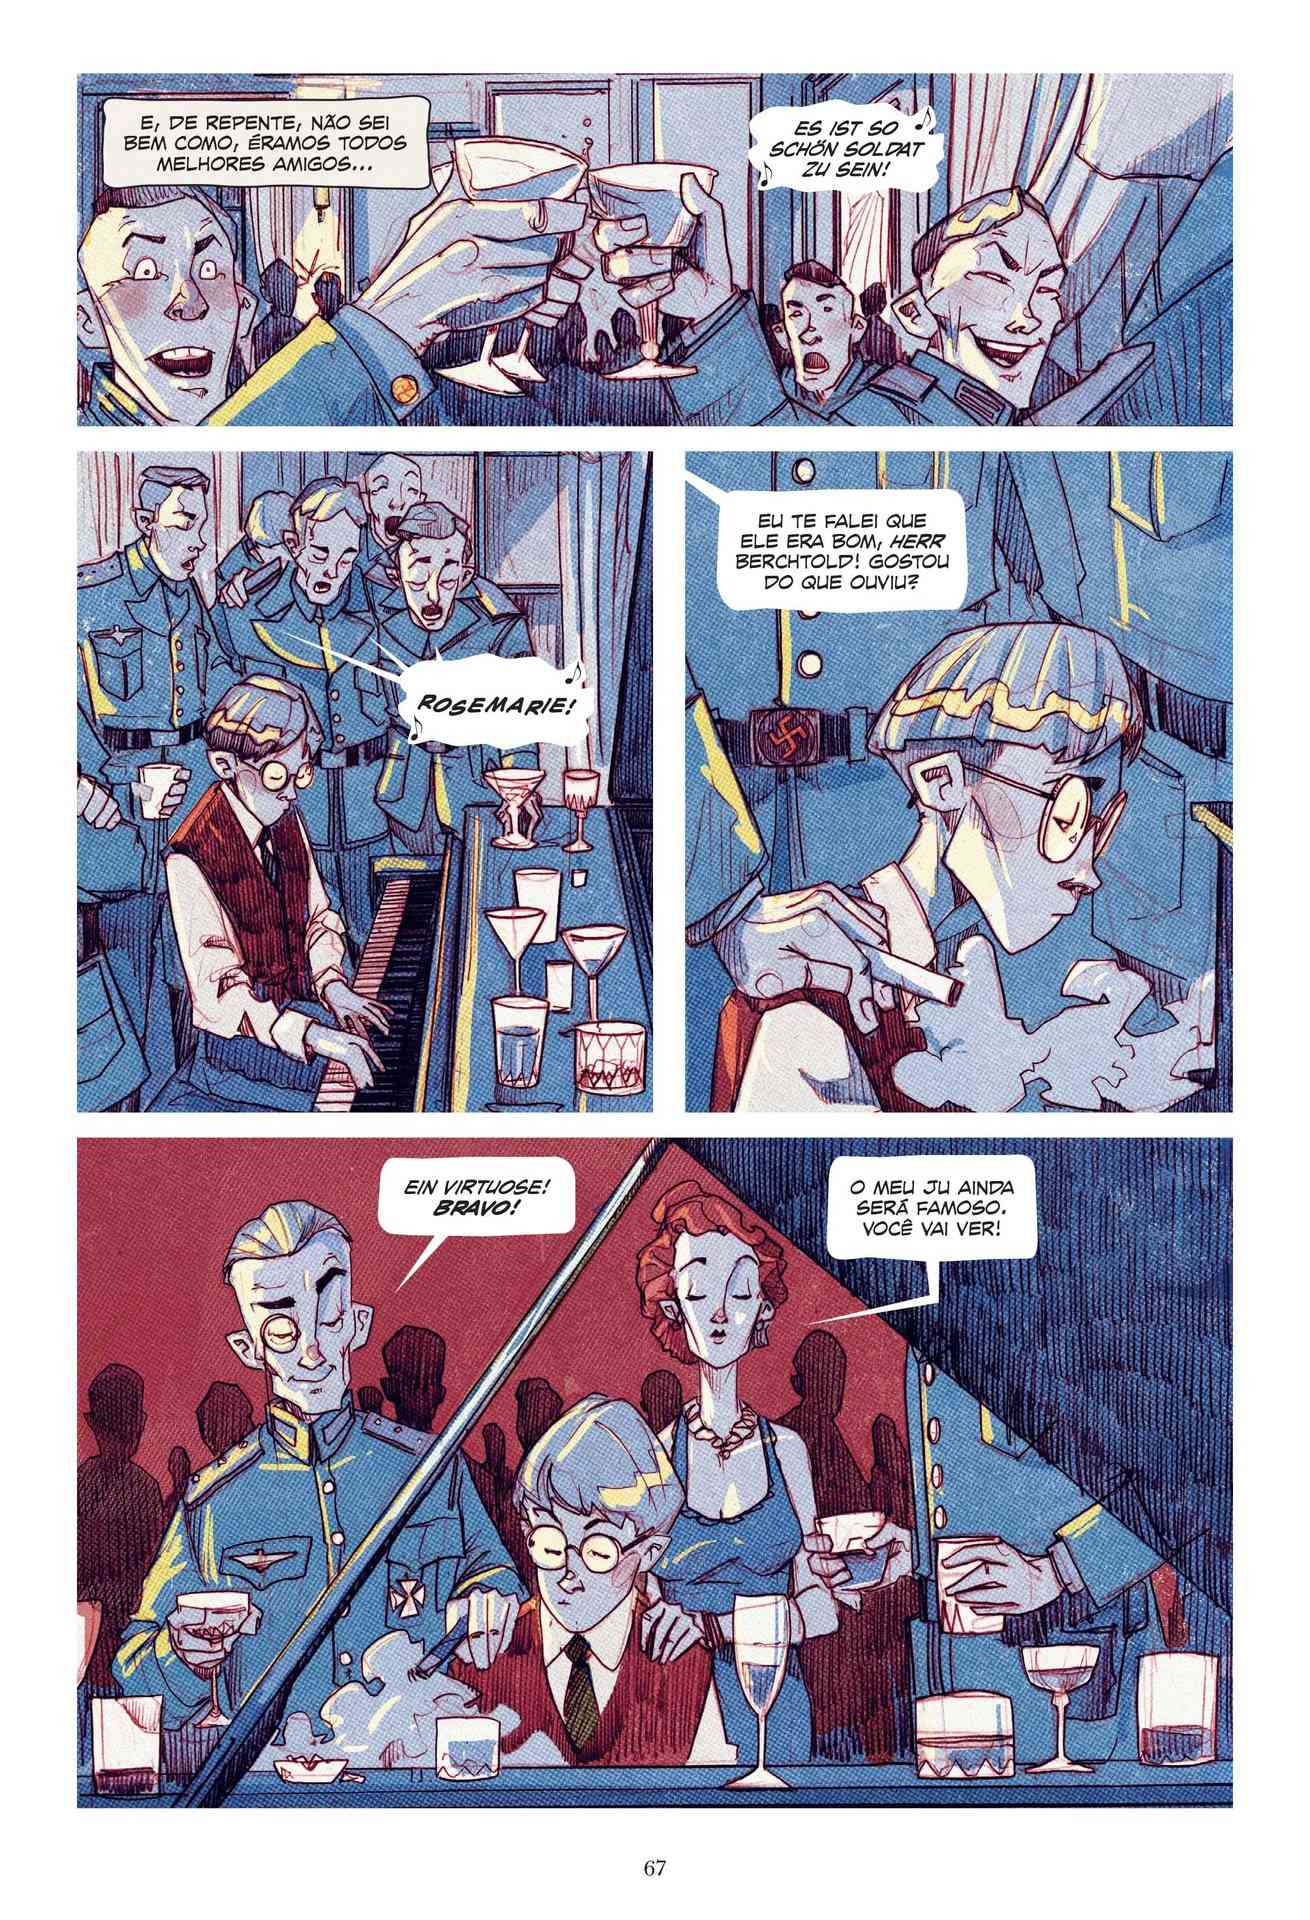 E, DE REPENTE, NÃO SEI
BEM COMO, ÉRAMOS TODOS
MELHORES AMIGOS...
ES IST SO
SCHÖN SOLDAT
ZU SEIN!
ROSEMARIE!
EU TE FALEI QUE
ELE ERA BOM, HERR
BERCHTOLD! GOSTOU
DO QUE OUVIU?
EIN VIRTUOSE!
BRAVO!
O MEU JU AINDA
SERÁ FAMOSO.
VOCÊ VAI VER!
67